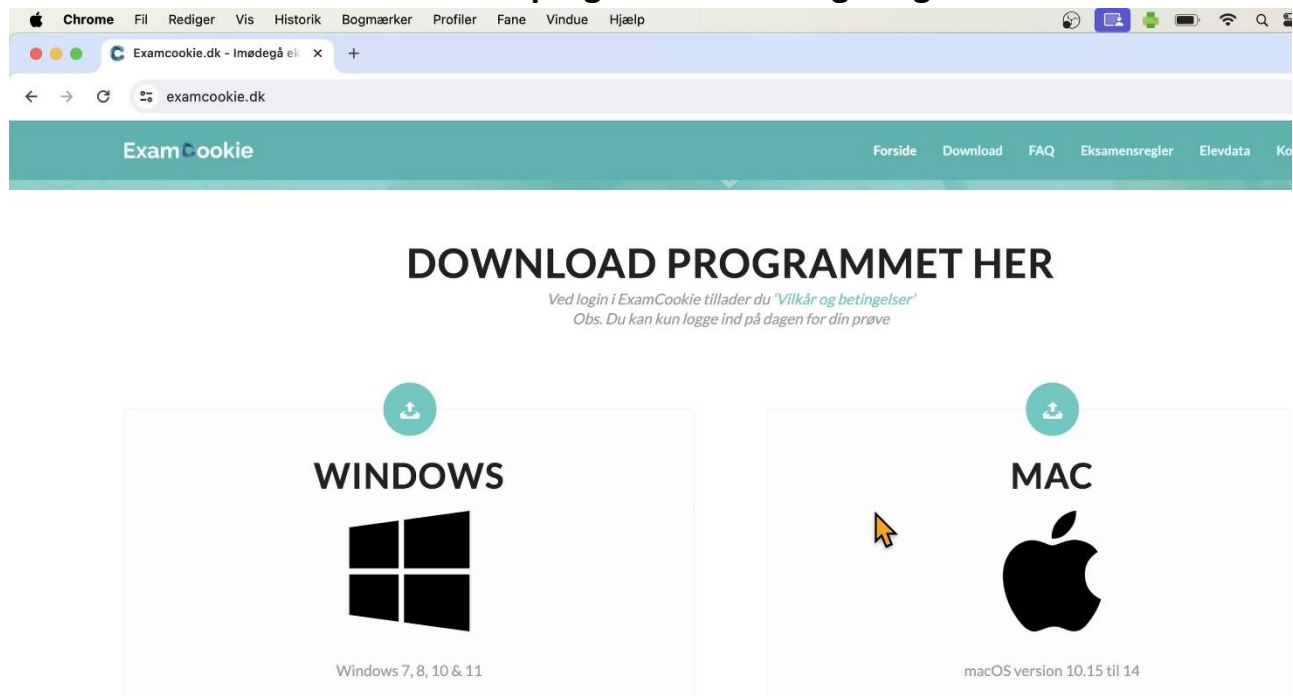 Chrome Fil Rediger Vis Historik Bogmærker Profiler Fane Vindue Hjælp
Examcookie.dk - Imødegå ek
examcookie.dk
ExamCookie Forside Download FAQ Eksamensregler Elevdata Ko
DOWNLOAD PROGRAMMET HER
Ved login i ExamCookie tillader du 'Vilkår og betingelser'
Obs. Du kan kun logge ind på dagen for din prøve
WINDOWS
MAC
Windows 7, 8, 10 & 11
macOS version 10.15 til 14